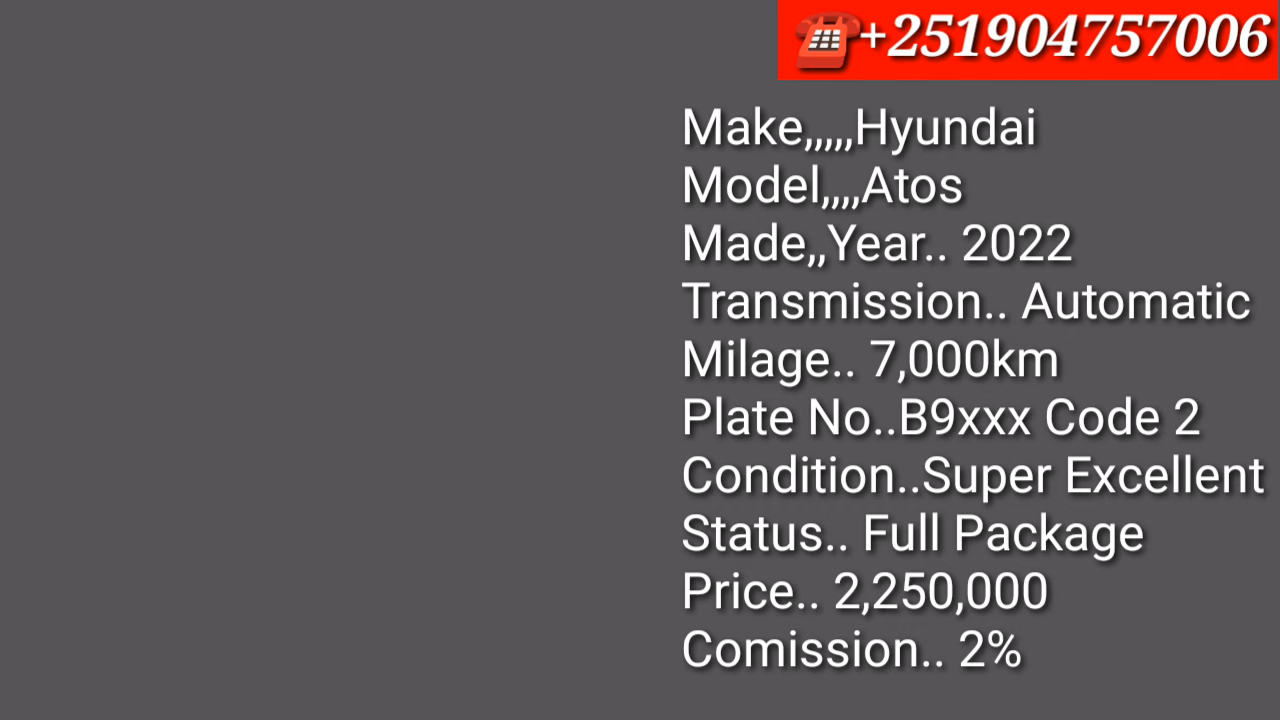 ☎+251904757006
Make,,,,,Hyundai
Model,,,,Atos
Made,,Year.. 2022
Transmission.. Automatic
Milage.. 7,000km
Plate No..B9xxx Code 2
Condition..Super Excellent
Status.. Full Package
Price.. 2,250,000
Comission.. 2%